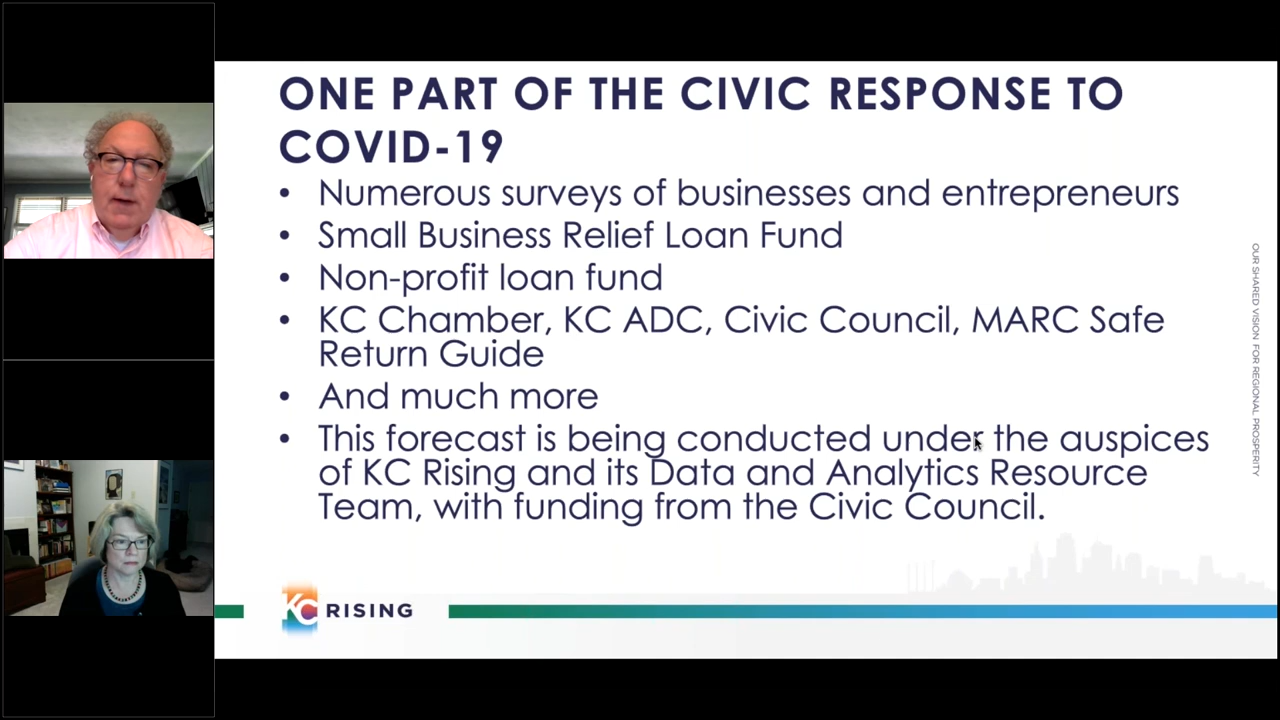 ONE PART OF THE CIVIC RESPONSE TO
COVID-19
• Numerous surveys of businesses and entrepreneurs
• Small Business Relief Loan Fund
• Non-profit loan fund
• KC Chamber, KC ADC, Civic Council, MARC Safe
Return Guide
• And much more
• This forecast is being conducted under the auspices
of KC Rising and its Data and Analytics Resource
Team, with funding from the Civic Council.
OUR SHARED VISION FOR REGIONAL PROSPERITY
KC RISING